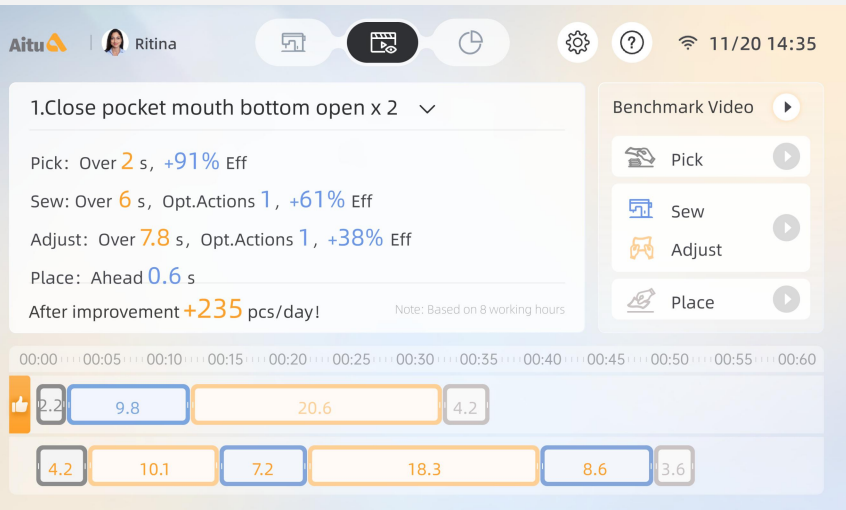 Aitu
Ritina
11/20 14:35
1.Close pocket mouth bottom open x 2
Pick: Over 2 s, +91% Eff
Sew: Over 6 s, Opt.Actions 1, +61% Eff
Adjust: Over 7.8 s, Opt.Actions 1, +38% Eff
Place: Ahead 0.6 s
After improvement +235 pcs/day!
Note: Based on 8 working hours
Benchmark Video
Pick
Sew
Adjust
Place
00:00 00:05 00:10 00:15 00:20 00:25 00:30 00:35 00:40 00:45 00:50 00:55 00:60
2.2 9.8 20.6 4.2
4.2 10.1 7.2 18.3 8.6 3.6